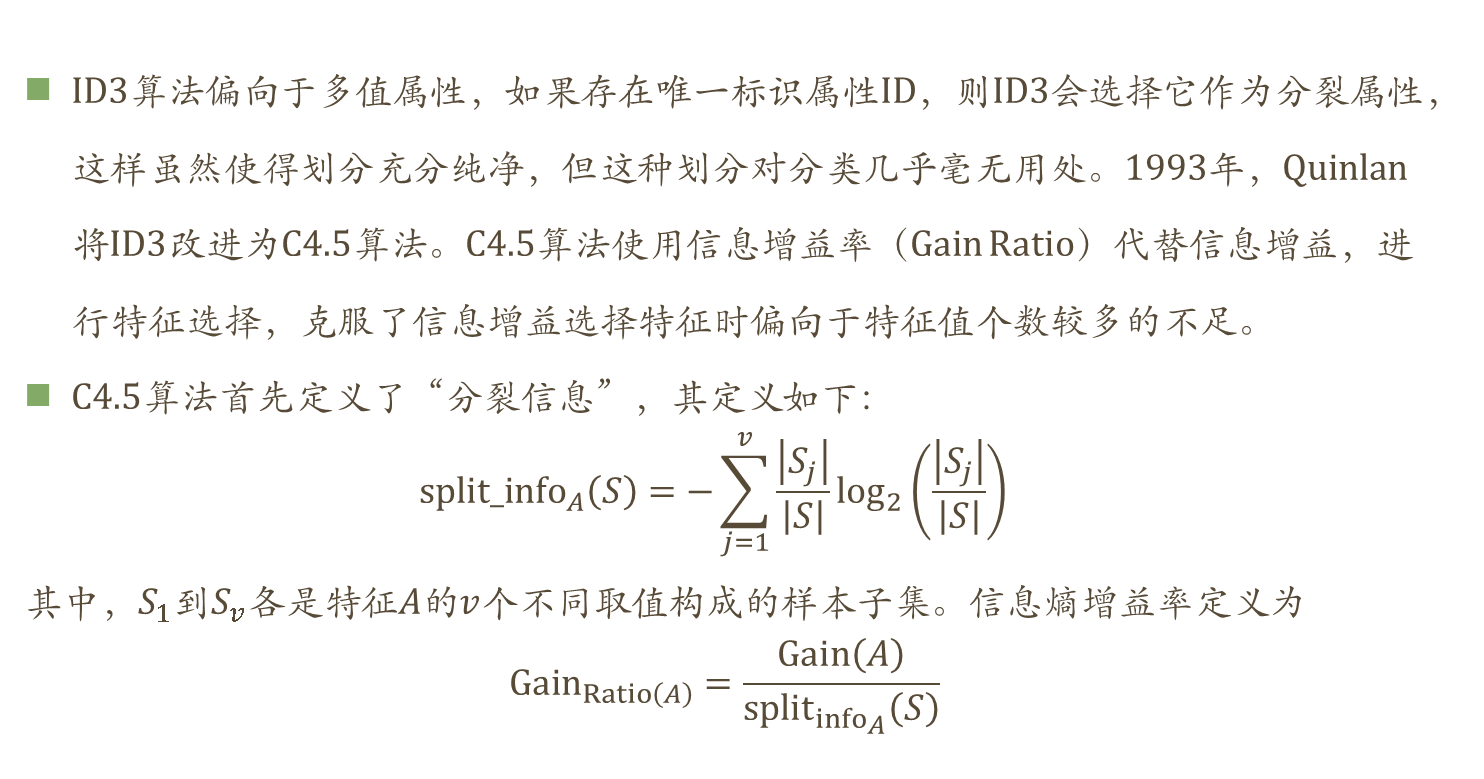 ■ ID3算法偏向于多值属性，如果存在唯一标识属性ID，则ID3会选择它作为分裂属性，
这样虽然使得划分充分纯净，但这种划分对分类几乎毫无用处。1993年，Quinlan
将ID3改进为C4.5算法。C4.5算法使用信息增益率（Gain Ratio）代替信息增益，进
行特征选择，克服了信息增益选择特征时偏向于特征值个数较多的不足。
■ C4.5算法首先定义了“分裂信息”，其定义如下：
split_info_A(S) = −∑_{j=1}^{v} |S_j|/|S| log_2(|S_j|/|S|)
其中，S_1到S_v各是特征A的v个不同取值构成的样本子集。信息熵增益率定义为
Gain_{Ratio(A)} = Gain(A)/split_{info_A}(S)